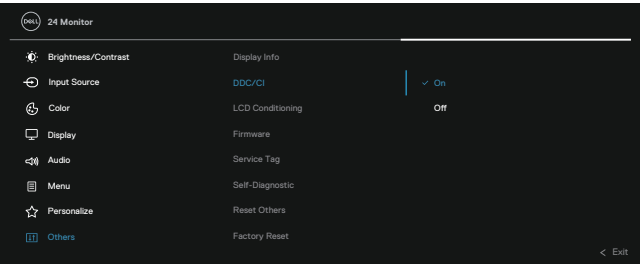 DELL 24 Monitor
Brightness/Contrast Display Info
Input Source DDC/CI ✓ On
Color LCD Conditioning Off
Display Firmware
Audio Service Tag
Menu Self-Diagnostic
Personalize Reset Others
Others Factory Reset
< Exit